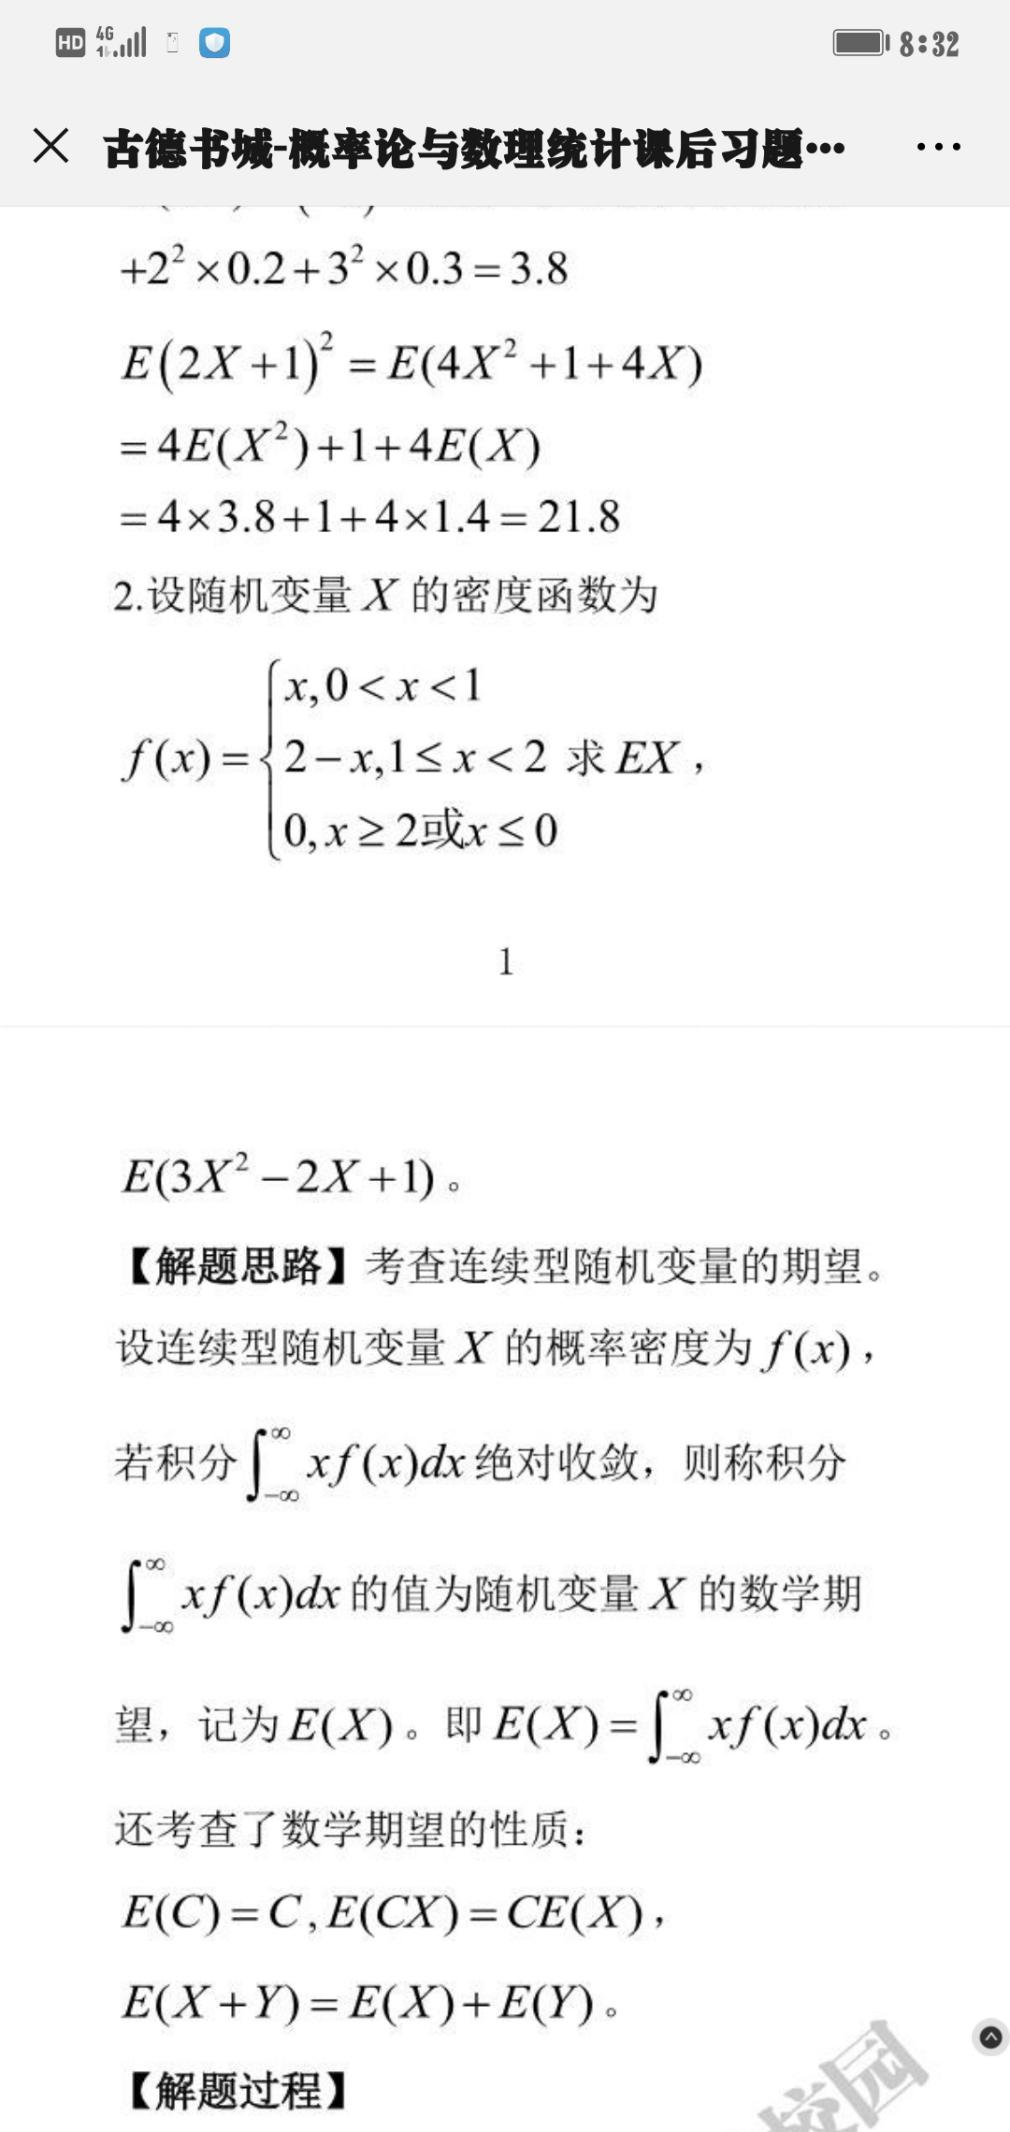 HD 4G 8:32
古德书城-概率论与数理统计课后习题···
+2² ×0.2+3² ×0.3=3.8
E(2X+1)² = E(4X² +1+4X)
=4E(X²)+1+4E(X)
=4×3.8+1+4×1.4=21.8
2.设随机变量 X 的密度函数为
x,0<x<1
f(x)={2−x,1≤x<2 求 EX，
0,x≥2或x≤0
1
E(3X² −2X+1)。
【解题思路】考查连续型随机变量的期望。
设连续型随机变量 X 的概率密度为 f(x)，
若积分∫_{-∞}^{∞} xf(x)dx 绝对收敛，则称积分
∫_{-∞}^{∞} xf(x)dx 的值为随机变量 X 的数学期
望，记为 E(X)。即 E(X)=∫_{-∞}^{∞} xf(x)dx。
还考查了数学期望的性质：
E(C)=C,E(CX)=CE(X)，
E(X+Y)=E(X)+E(Y)。
【解题过程】
校园